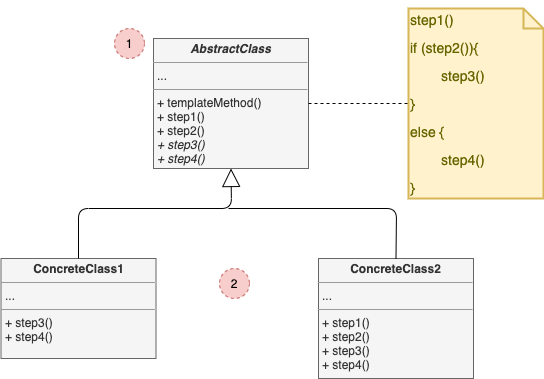 1
AbstractClass
...
+ templateMethod()
+ step1()
+ step2()
+ step3()
+ step4()
step1()
if (step2()){
step3()
}
else {
step4()
}
ConcreteClass1
...
+ step3()
+ step4()
2
ConcreteClass2
...
+ step1()
+ step2()
+ step3()
+ step4()